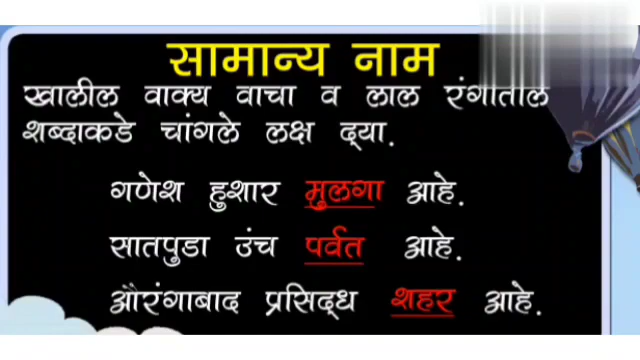 सामान्य नाम
खालील वाक्य वाचा व लाल रंगातील
शब्दाकडे चांगले लक्ष द्या.
गणेश हुशार मुलगा आहे.
सातपुडा उंच पर्वत आहे.
औरंगाबाद प्रसिद्ध शहर आहे.